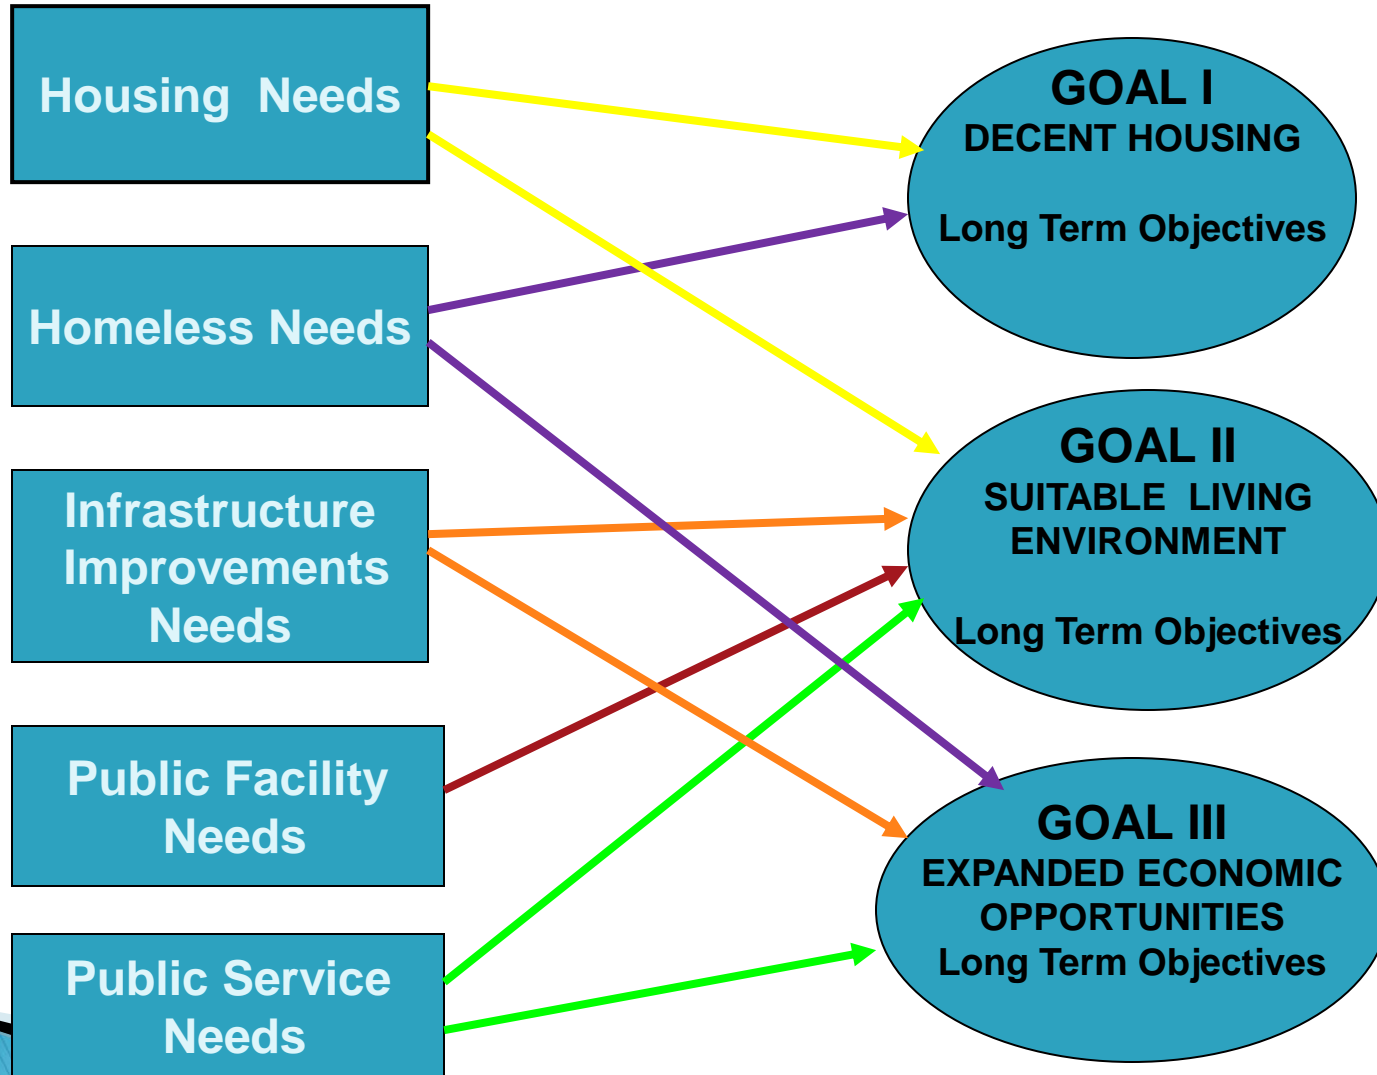 Housing  Needs
Homeless Needs
Infrastructure
Improvements
Needs
Public Facility
Needs
Public Service
Needs
GOAL I
DECENT HOUSING
Long Term Objectives
GOAL II
SUITABLE  LIVING
ENVIRONMENT
Long Term Objectives
GOAL III
EXPANDED ECONOMIC
OPPORTUNITIES
Long Term Objectives